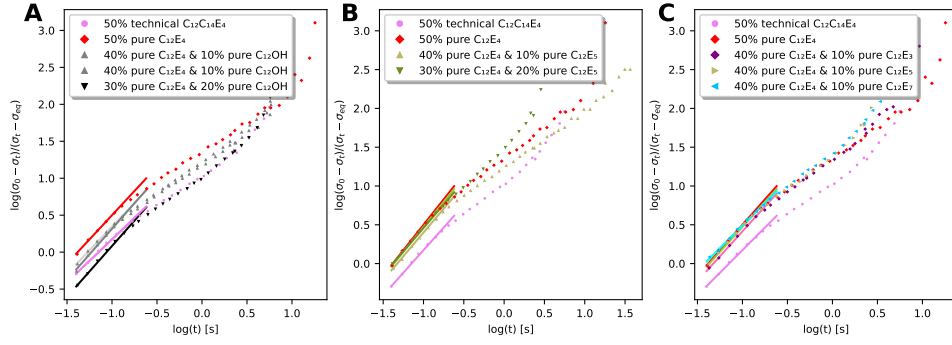 A
50% technical C₁₂C₁₄E₄
50% pure C₁₂E₄
40% pure C₁₂E₄ & 10% pure C₁₂OH
40% pure C₁₂E₄ & 10% pure C₁₂OH
30% pure C₁₂E₄ & 20% pure C₁₂OH
log(σ₀ − σₜ)/(σₜ − σₑq)
3.0
2.5
2.0
1.5
1.0
0.5
0.0
−0.5
−1.5 −1.0 −0.5 0.0 0.5 1.0
log(t) [s]
B
50% technical C₁₂C₁₄E₄
50% pure C₁₂E₄
40% pure C₁₂E₄ & 10% pure C₁₂E₅
30% pure C₁₂E₄ & 20% pure C₁₂E₅
log(σ₀ − σₜ)/(σₜ − σₑq)
3.0
2.5
2.0
1.5
1.0
0.5
0.0
−1.5 −1.0 −0.5 0.0 0.5 1.0 1.5
log(t) [s]
C
50% technical C₁₂C₁₄E₄
50% pure C₁₂E₄
40% pure C₁₂E₄ & 10% pure C₁₂E₃
40% pure C₁₂E₄ & 10% pure C₁₂E₅
40% pure C₁₂E₄ & 10% pure C₁₂E₇
log(σ₀ − σₜ)/(σₜ − σₑq)
3.0
2.5
2.0
1.5
1.0
0.5
0.0
−1.5 −1.0 −0.5 0.0 0.5 1.0
log(t) [s]